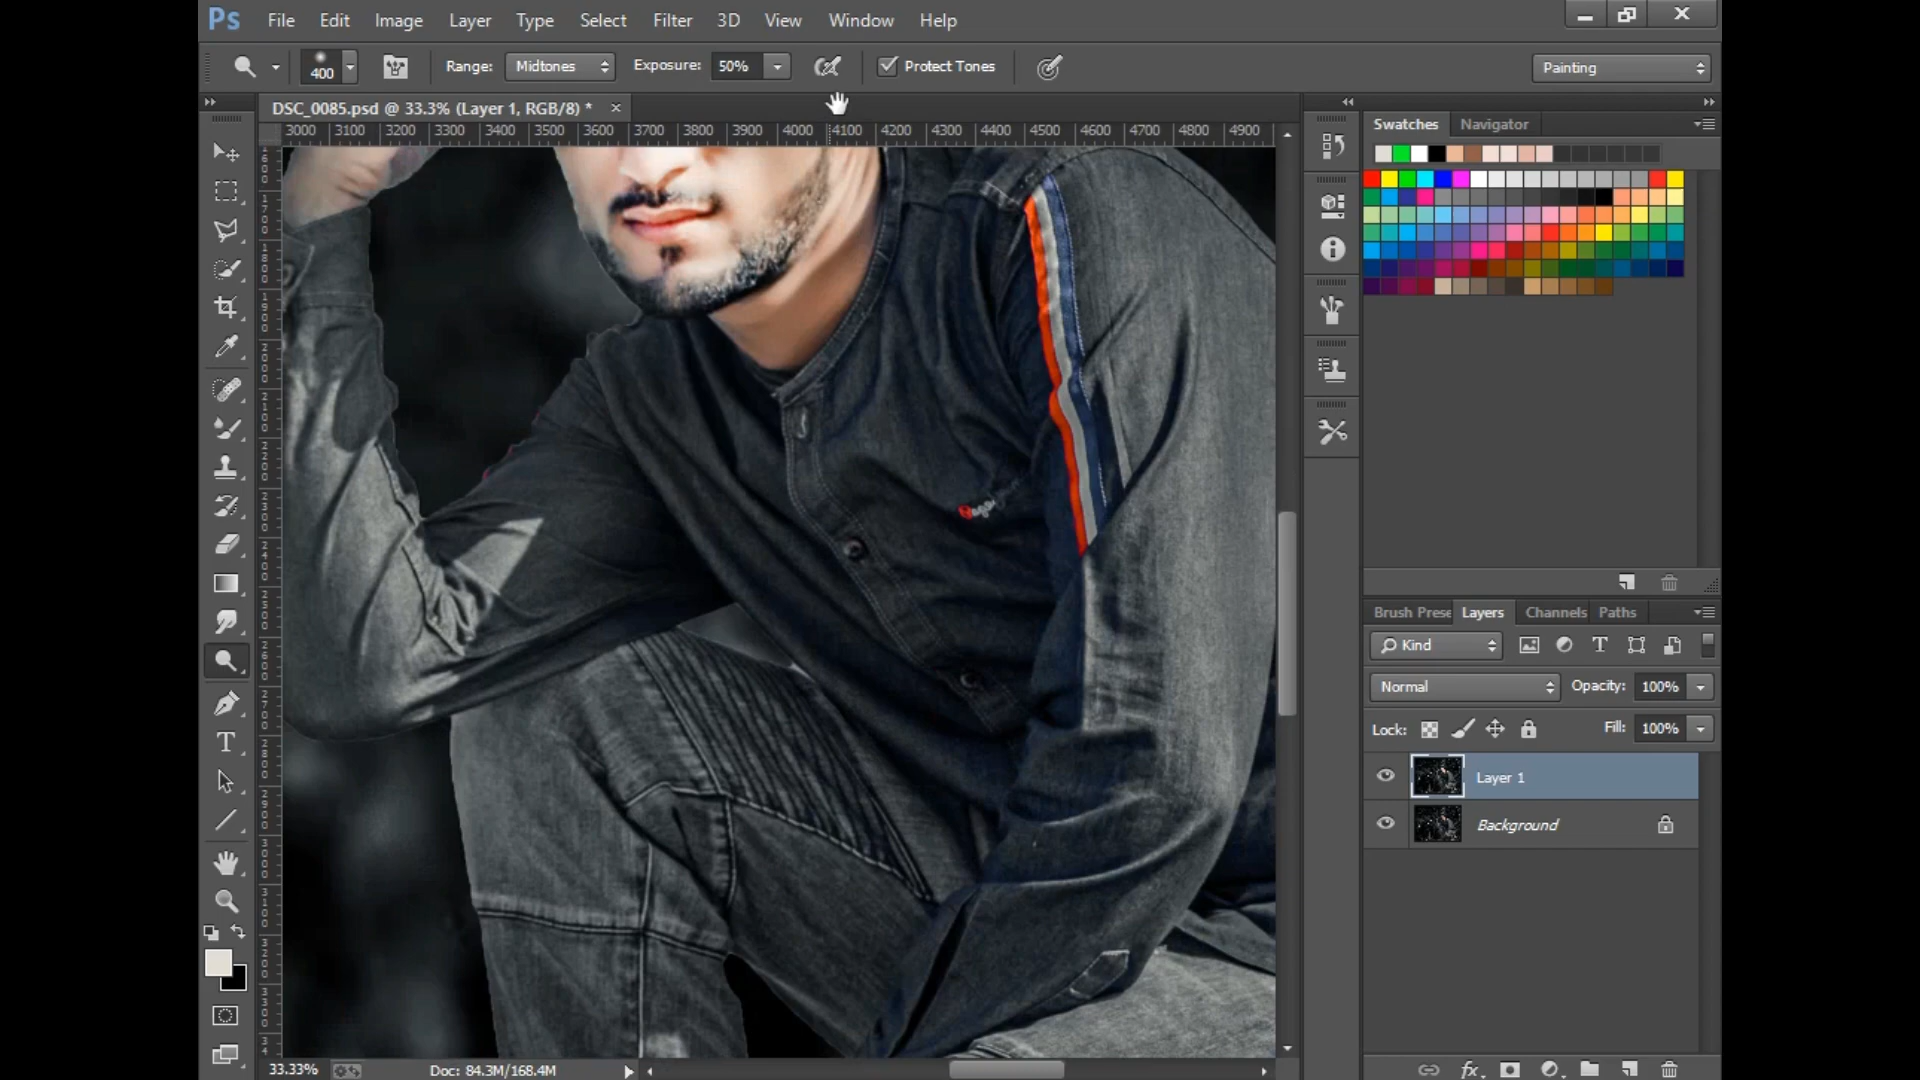 Ps File Edit Image Layer Type Select Filter 3D View Window Help
400 Range: Midtones Exposure: 50% Protect Tones Painting
DSC_0085.psd @ 33.3% (Layer 1, RGB/8) * ×
3000 3100 3200 3300 3400 3500 3600 3700 3800 3900 4000 4100 4200 4300 4400 4500 4600 4700 4800 4900
Swatches Navigator
Brush Prese Layers Channels Paths
Kind
Normal Opacity: 100%
Lock: Fill: 100%
Layer 1
Background
33.33% Doc: 84.3M/168.4M